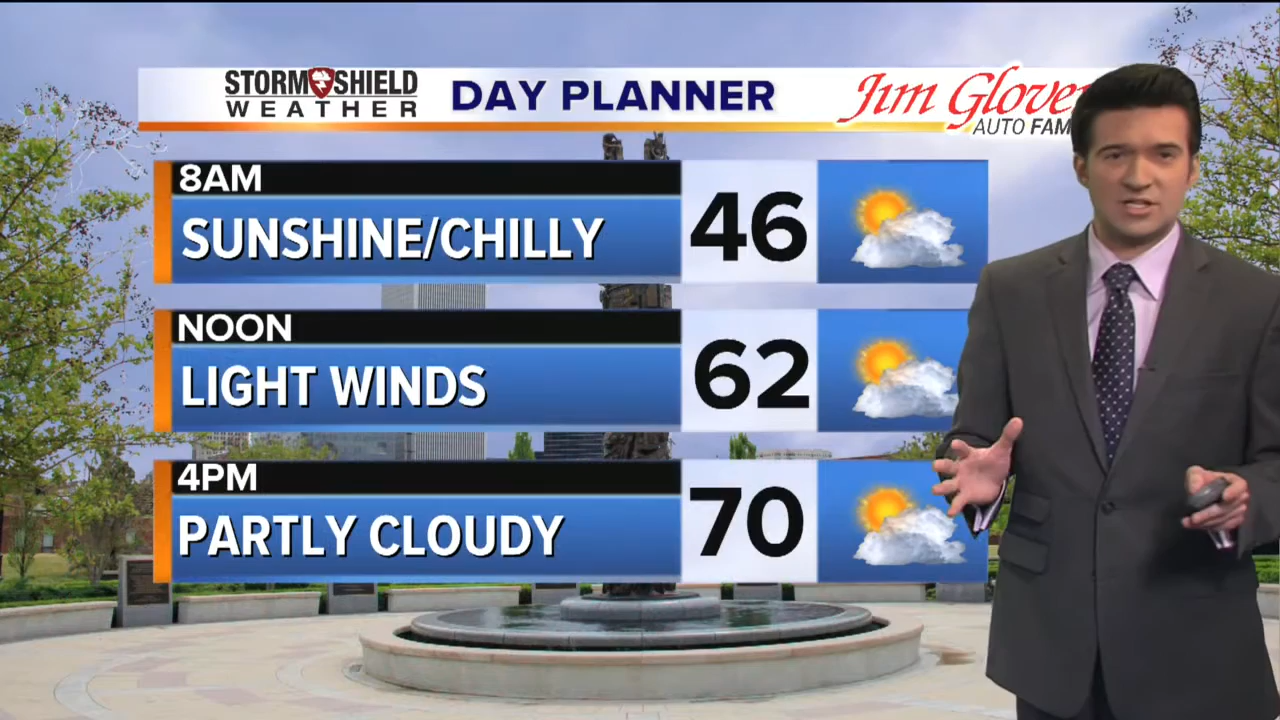 STORM SHIELD
WEATHER
DAY PLANNER
Jim Glove
AUTO FAM
8AM
SUNSHINE/CHILLY
46
NOON
LIGHT WINDS
62
4PM
PARTLY CLOUDY
70